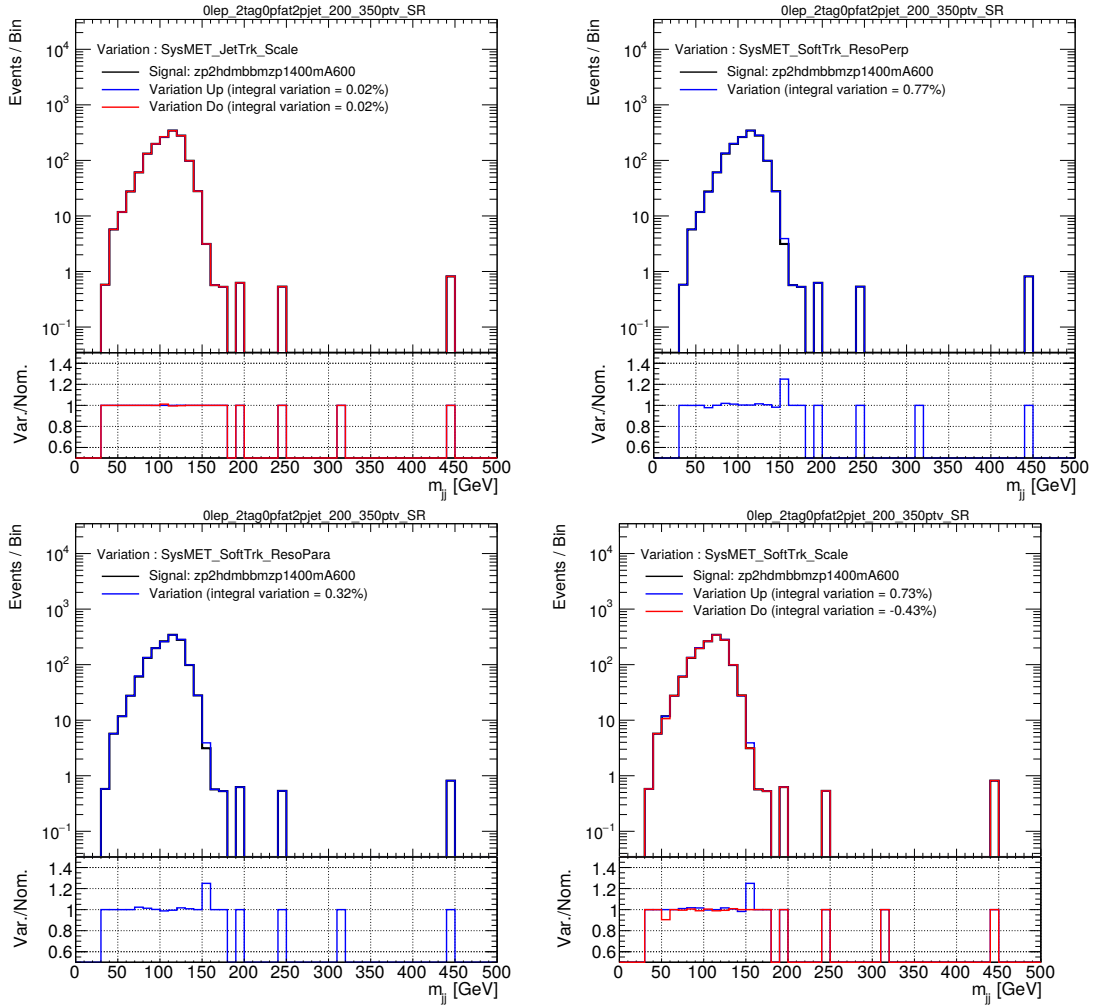 0lep_2tag0pfat2pjet_200_350ptv_SR
Events / Bin
Variation : SysMET_JetTrk_Scale
Signal: zp2hdmbbmzp1400mA600
Variation Up (integral variation = 0.02%)
Variation Do (integral variation = 0.02%)
10⁴
10³
10²
10
1
10⁻¹
Var./Nom.
1.4
1.2
1
0.8
0.6
0 50 100 150 200 250 300 350 400 450 500
m_jj [GeV]
0lep_2tag0pfat2pjet_200_350ptv_SR
Events / Bin
Variation : SysMET_SoftTrk_ResoPerp
Signal: zp2hdmbbmzp1400mA600
Variation (integral variation = 0.77%)
10⁴
10³
10²
10
1
10⁻¹
Var./Nom.
1.4
1.2
1
0.8
0.6
0 50 100 150 200 250 300 350 400 450 500
m_jj [GeV]
0lep_2tag0pfat2pjet_200_350ptv_SR
Events / Bin
Variation : SysMET_SoftTrk_ResoPara
Signal: zp2hdmbbmzp1400mA600
Variation (integral variation = 0.32%)
10⁴
10³
10²
10
1
10⁻¹
Var./Nom.
1.4
1.2
1
0.8
0.6
0 50 100 150 200 250 300 350 400 450 500
m_jj [GeV]
0lep_2tag0pfat2pjet_200_350ptv_SR
Events / Bin
Variation : SysMET_SoftTrk_Scale
Signal: zp2hdmbbmzp1400mA600
Variation Up (integral variation = 0.73%)
Variation Do (integral variation = -0.43%)
10⁴
10³
10²
10
1
10⁻¹
Var./Nom.
1.4
1.2
1
0.8
0.6
0 50 100 150 200 250 300 350 400 450 500
m_jj [GeV]